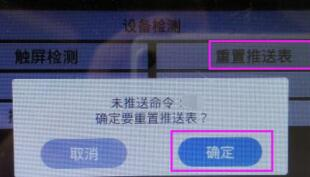 设备检测
触屏检测 重置推送表
未推送命令：
确定要重置推送表？
取消 确定